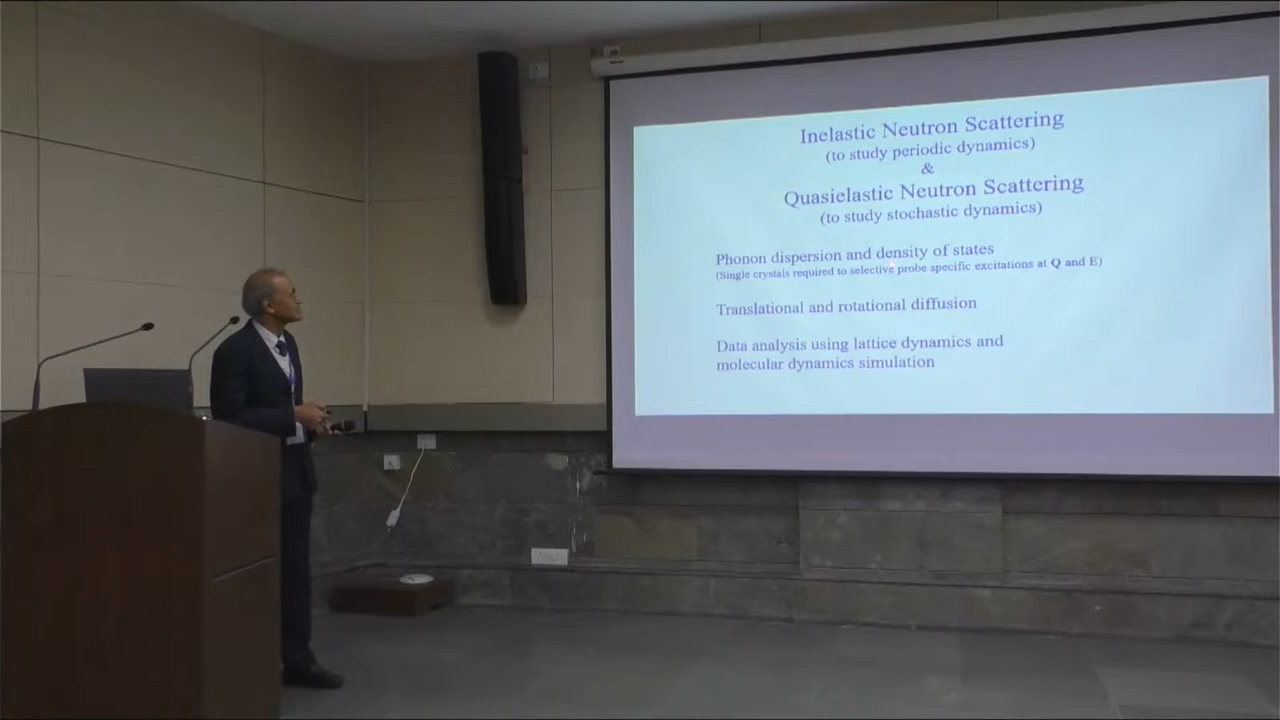 Inelastic Neutron Scattering
(to study periodic dynamics)
&
Quasielastic Neutron Scattering
(to study stochastic dynamics)
Phonon dispersion and density of states
(Single crystals required to selective probe specific excitations at Q and E)
Translational and rotational diffusion
Data analysis using lattice dynamics and
molecular dynamics simulation